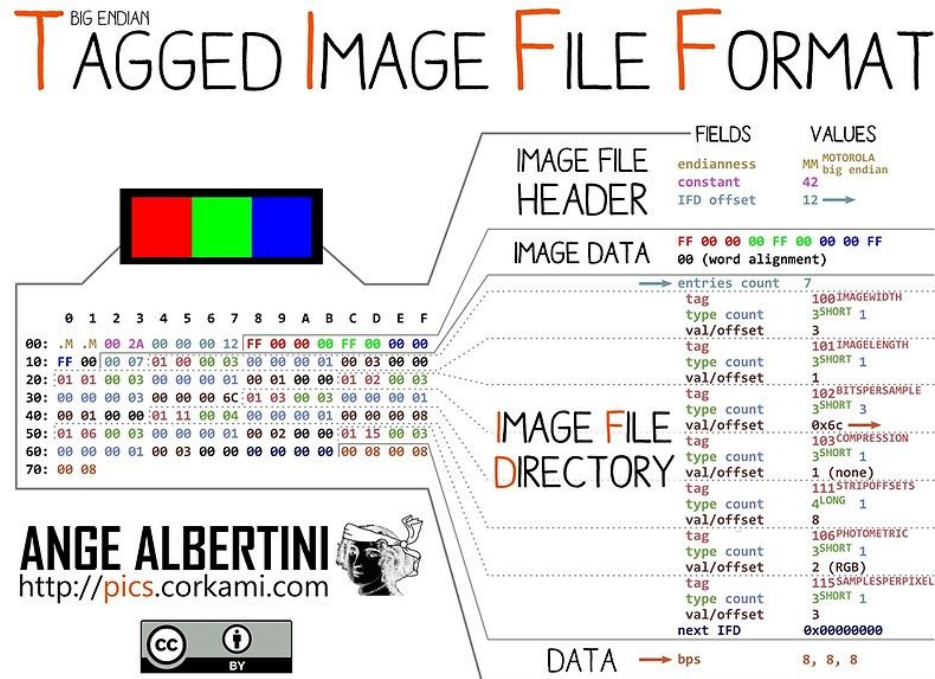 BIG ENDIAN
TAGGED IMAGE FILE FORMAT
FIELDS VALUES
IMAGE FILE HEADER
endianness MM MOTOROLA big endian
constant 42
IFD offset 12
IMAGE DATA
FF 00 00 00 FF 00 00 00 FF
00 (word alignment)
entries count 7
tag 100 IMAGEWIDTH
type count 3 SHORT 1
val/offset 3
tag 101 IMAGELENGTH
type count 3 SHORT 1
val/offset 1
tag 102 BITSPERSAMPLE
type count 3 SHORT 3
val/offset 0x6c
IMAGE FILE
DIRECTORY
tag 103 COMPRESSION
type count 3 SHORT 1
val/offset 1 (none)
tag 111 STRIPOFFSETS
type count 4 LONG 1
val/offset 8
tag 106 PHOTOMETRIC
type count 3 SHORT 1
val/offset 2 (RGB)
tag 115 SAMPLESPERPIXEL
type count 3 SHORT 1
val/offset 3
next IFD 0x00000000
DATA
bps 8, 8, 8
0 1 2 3 4 5 6 7 8 9 A B C D E F
00: .M .M 00 2A 00 00 00 12 FF 00 00 00 FF 00 00 00
10: FF 00 00 07 01 00 00 03 00 00 00 01 00 03 00 00
20: 01 01 00 03 00 00 00 01 00 01 00 00 01 02 00 03
30: 00 00 00 03 00 00 00 6C 01 03 00 03 00 00 00 01
40: 00 01 00 00 01 11 00 04 00 00 00 01 00 00 00 08
50: 01 06 00 03 00 00 00 01 00 02 00 00 01 15 00 03
60: 00 00 00 01 00 03 00 00 00 00 00 00 00 08 00 08
70: 00 08
ANGE ALBERTINI
http://pics.corkami.com
cc
BY